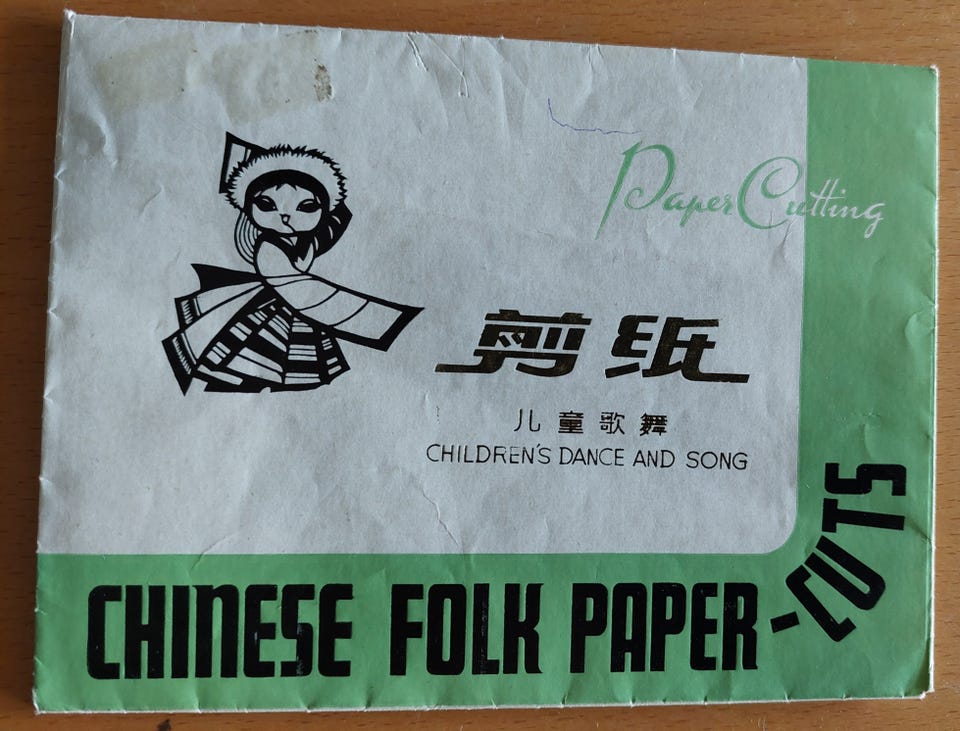 Paper Cutting
剪纸
儿童歌舞
CHILDREN'S DANCE AND SONG
CHINESE FOLK PAPER-CUTS